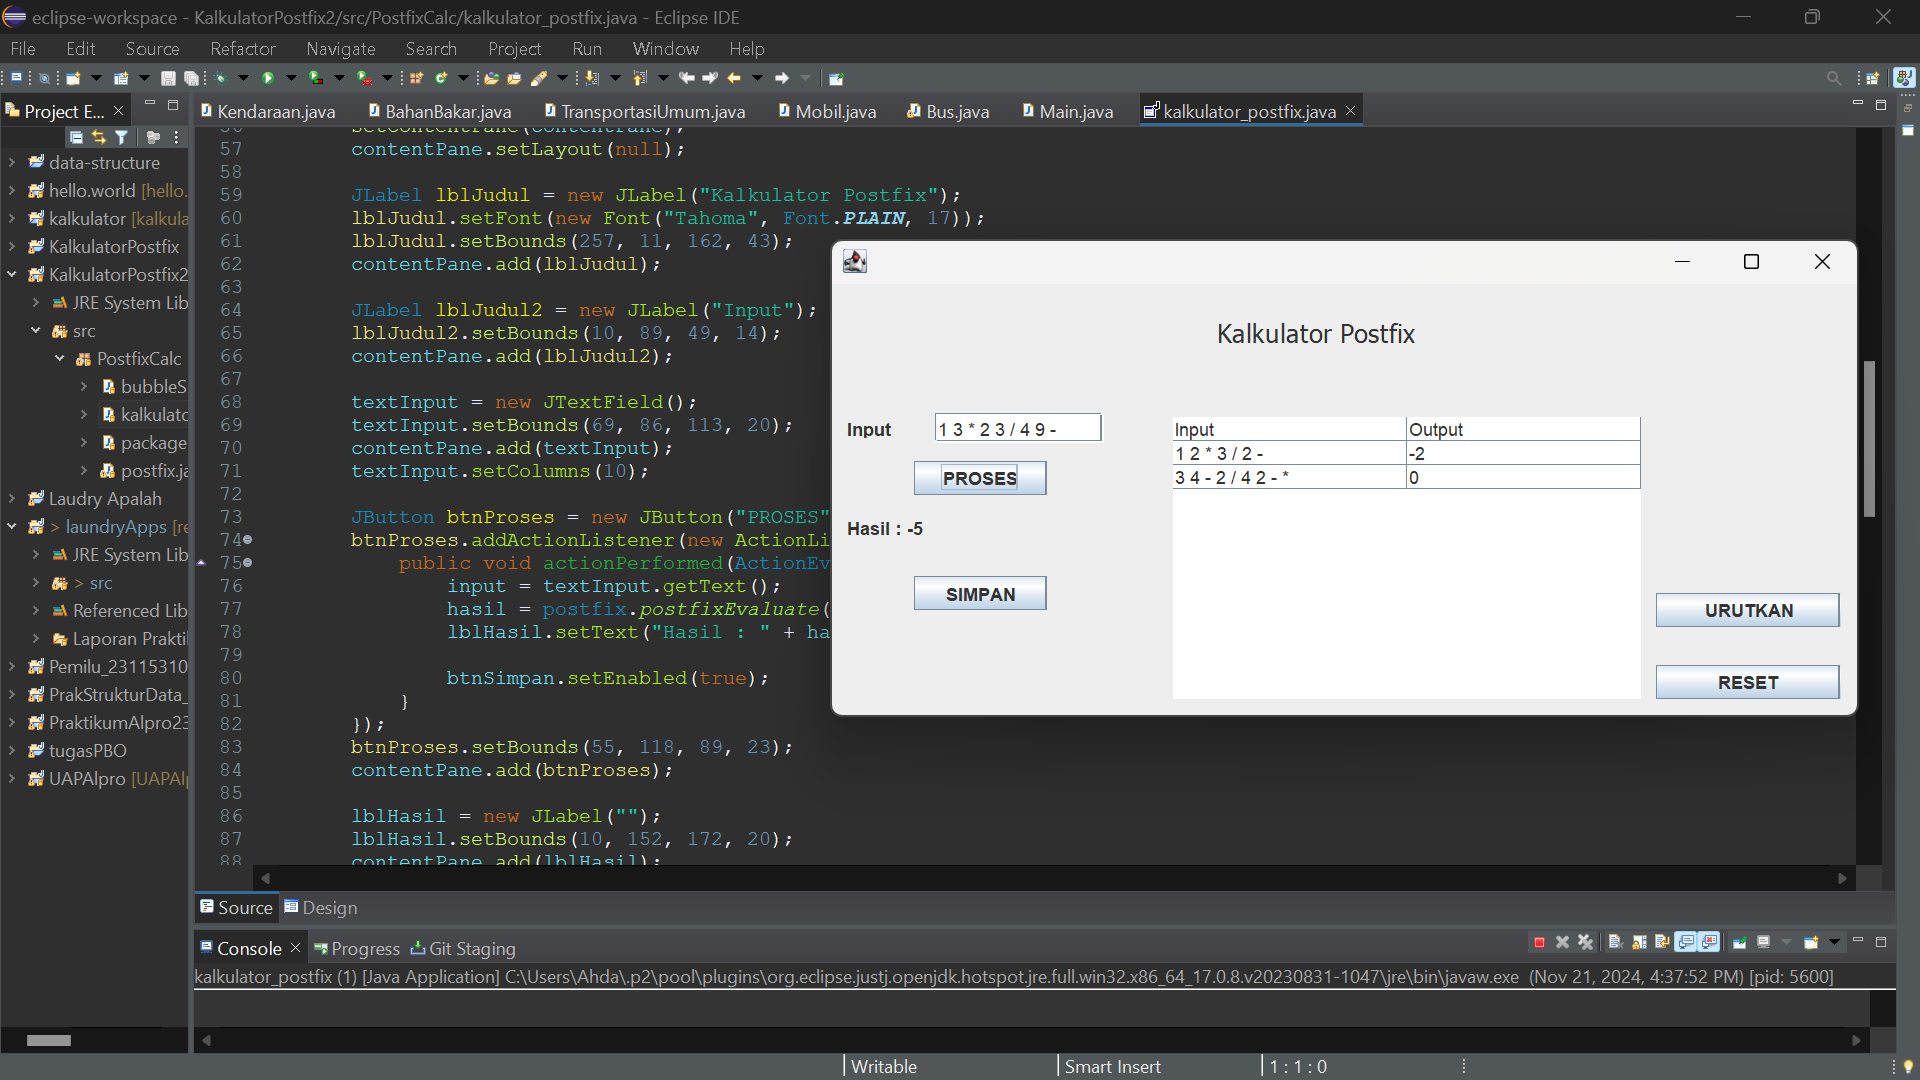 eclipse-workspace - KalkulatorPostfix2/src/PostfixCalc/kalkulator_postfix.java - Eclipse IDE
File Edit Source Refactor Navigate Search Project Run Window Help
Project E...
Kendaraan.java BahanBakar.java TransportasiUmum.java Mobil.java Bus.java Main.java kalkulator_postfix.java
data-structure
hello.world [hello.
kalkulator [kalkula
KalkulatorPostfix
KalkulatorPostfix2
JRE System Lib
src
PostfixCalc
bubbleS
kalkulato
package
postfix.ja
Laudry Apalah
> laundryApps [re
JRE System Lib
> src
Referenced Lib
Laporan Prakti
Pemilu_23115310
PrakStrukturData_
PraktikumAlpro23
tugasPBO
UAPAlpro [UAPAlp
56 setContentPane(contentPane);
57 contentPane.setLayout(null);
58
59 JLabel lblJudul = new JLabel("Kalkulator Postfix");
60 lblJudul.setFont(new Font("Tahoma", Font.PLAIN, 17));
61 lblJudul.setBounds(257, 11, 162, 43);
62 contentPane.add(lblJudul);
63
64 JLabel lblJudul2 = new JLabel("Input");
65 lblJudul2.setBounds(10, 89, 49, 14);
66 contentPane.add(lblJudul2);
67
68 textInput = new JTextField();
69 textInput.setBounds(69, 86, 113, 20);
70 contentPane.add(textInput);
71 textInput.setColumns(10);
72
73 JButton btnProses = new JButton("PROSES"
74 btnProses.addActionListener(new ActionLi
75 public void actionPerformed(ActionEv
76 input = textInput.getText();
77 hasil = postfix.postfixEvaluate(
78 lblHasil.setText("Hasil : " + ha
79
80 btnSimpan.setEnabled(true);
81 }
82 });
83 btnProses.setBounds(55, 118, 89, 23);
84 contentPane.add(btnProses);
85
86 lblHasil = new JLabel("");
87 lblHasil.setBounds(10, 152, 172, 20);
88 contentPane.add(lblHasil);
Kalkulator Postfix
Input 1 3 * 2 3 / 4 9 -
PROSES
Hasil : -5
SIMPAN
Input Output
1 2 * 3 / 2 - -2
3 4 - 2 / 4 2 - * 0
URUTKAN
RESET
Source Design
Console Progress Git Staging
kalkulator_postfix (1) [Java Application] C:\Users\Ahda\.p2\pool\plugins\org.eclipse.justj.openjdk.hotspot.jre.full.win32.x86_64_17.0.8.v20230831-1047\jre\bin\javaw.exe (Nov 21, 2024, 4:37:52 PM) [pid: 5600]
Writable Smart Insert 1 : 1 : 0